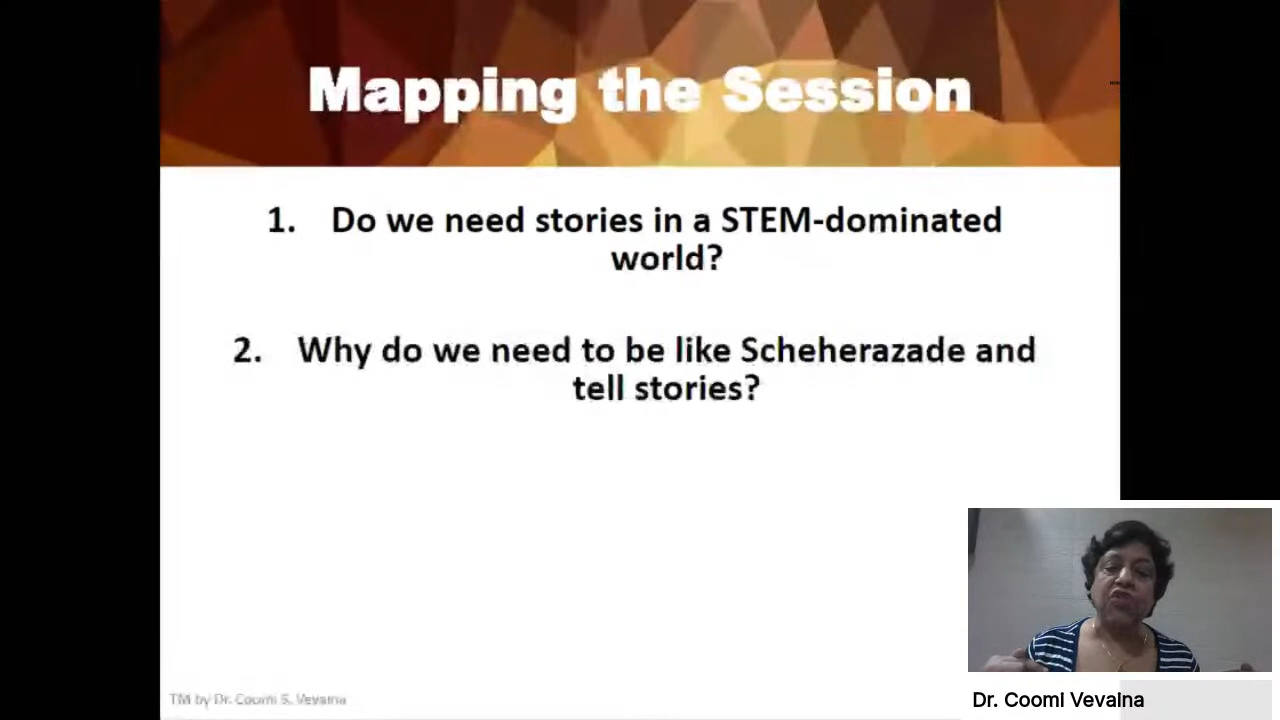 Mapping the Session
1. Do we need stories in a STEM-dominated
world?
2. Why do we need to be like Scheherazade and
tell stories?
TM by Dr. Coomi S. Vevaina
Dr. Coomi Vevaina